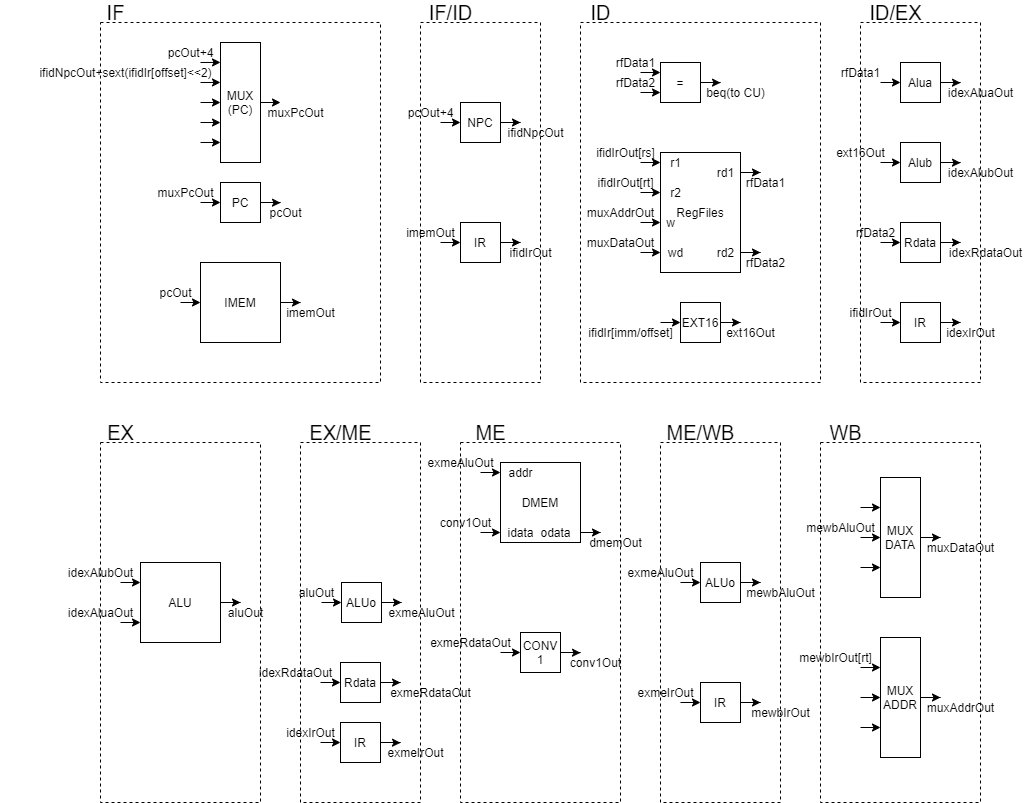 IF
pcOut+4
ifidNpcOut+sext(ifidIr[offset]<<2)
MUX
(PC)
muxPcOut
muxPcOut
PC
pcOut
pcOut
IMEM
imemOut
IF/ID
pcOut+4
NPC
ifidNpcOut
imemOut
IR
ifidIrOut
ID
rfData1
rfData2
=
beq(to CU)
ifidIrOut[rs]
r1
rd1
rfData1
ifidIrOut[rt]
r2
muxAddrOut
w
RegFiles
muxDataOut
wd
rd2
rfData2
ifidIr[imm/offset]
EXT16
ext16Out
ID/EX
rfData1
Alua
idexAluaOut
ext16Out
Alub
idexAlubOut
rfData2
Rdata
idexRdataOut
ifidIrOut
IR
idexIrOut
EX
idexAlubOut
idexAluaOut
ALU
aluOut
EX/ME
aluOut
ALUo
exmeAluOut
idexRdataOut
Rdata
exmeRdataOut
idexIrOut
IR
exmeIrOut
ME
exmeAluOut
addr
DMEM
conv1Out
idata
odata
dmemOut
exmeRdataOut
CONV
1
conv1Out
ME/WB
exmeAluOut
ALUo
mewbAluOut
exmeIrOut
IR
mewbIrOut
WB
mewbAluOut
MUX
DATA
muxDataOut
mewbIrOut[rt]
MUX
ADDR
muxAddrOut